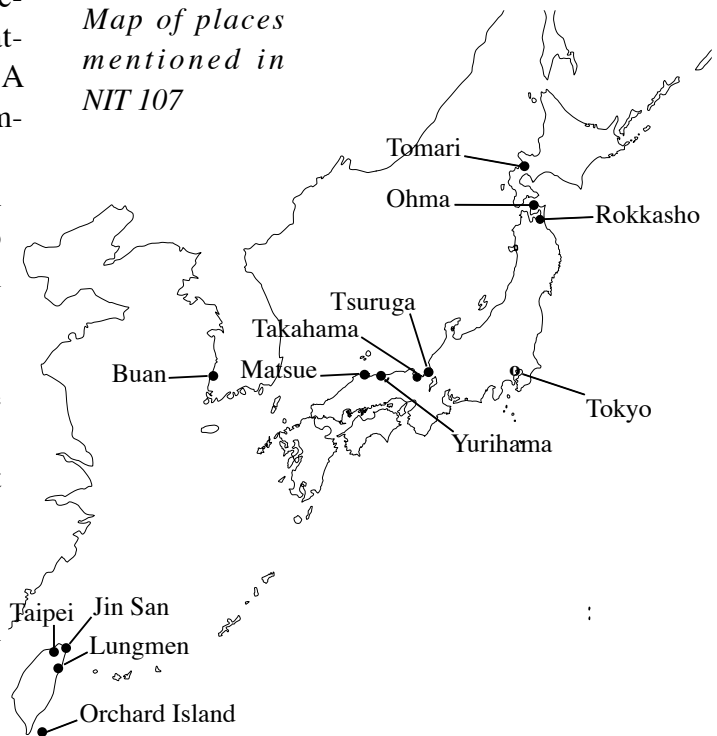 Map of places
mentioned in
NIT 107
A
Tomari
Ohma
Rokkasho
Tsuruga
Takahama
Buan
Matsue
Tokyo
Yurihama
Taipei
Jin San
Lungmen
Orchard Island